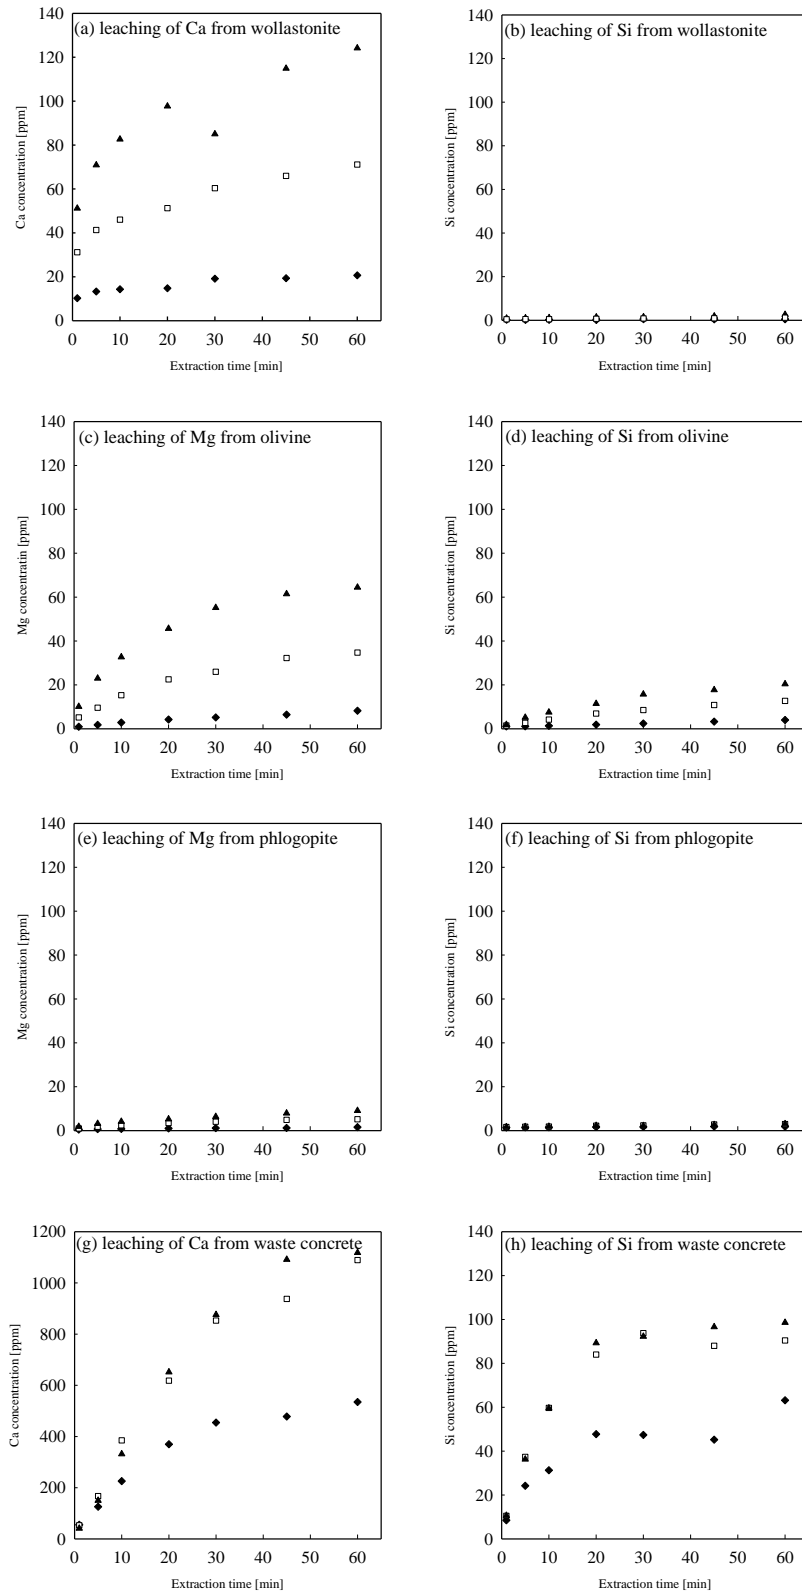 (a) leaching of Ca from wollastonite
Ca concentration [ppm]
140
120
100
80
60
40
20
0
0 10 20 30 40 50 60
Extraction time [min]
(b) leaching of Si from wollastonite
Si concentration [ppm]
140
120
100
80
60
40
20
0
0 10 20 30 40 50 60
Extraction time [min]
(c) leaching of Mg from olivine
Mg concentratin [ppm]
140
120
100
80
60
40
20
0
0 10 20 30 40 50 60
Extraction time [min]
(d) leaching of Si from olivine
Si concentration [ppm]
140
120
100
80
60
40
20
0
0 10 20 30 40 50 60
Extraction time [min]
(e) leaching of Mg from phlogopite
Mg concentration [ppm]
140
120
100
80
60
40
20
0
0 10 20 30 40 50 60
Extraction time [min]
(f) leaching of Si from phlogopite
Si concentration [ppm]
140
120
100
80
60
40
20
0
0 10 20 30 40 50 60
Extraction time [min]
(g) leaching of Ca from waste concrete
Ca concentration [ppm]
1200
1000
800
600
400
200
0
0 10 20 30 40 50 60
Extraction time [min]
(h) leaching of Si from waste concrete
Si concentration [ppm]
140
120
100
80
60
40
20
0
0 10 20 30 40 50 60
Extraction time [min]